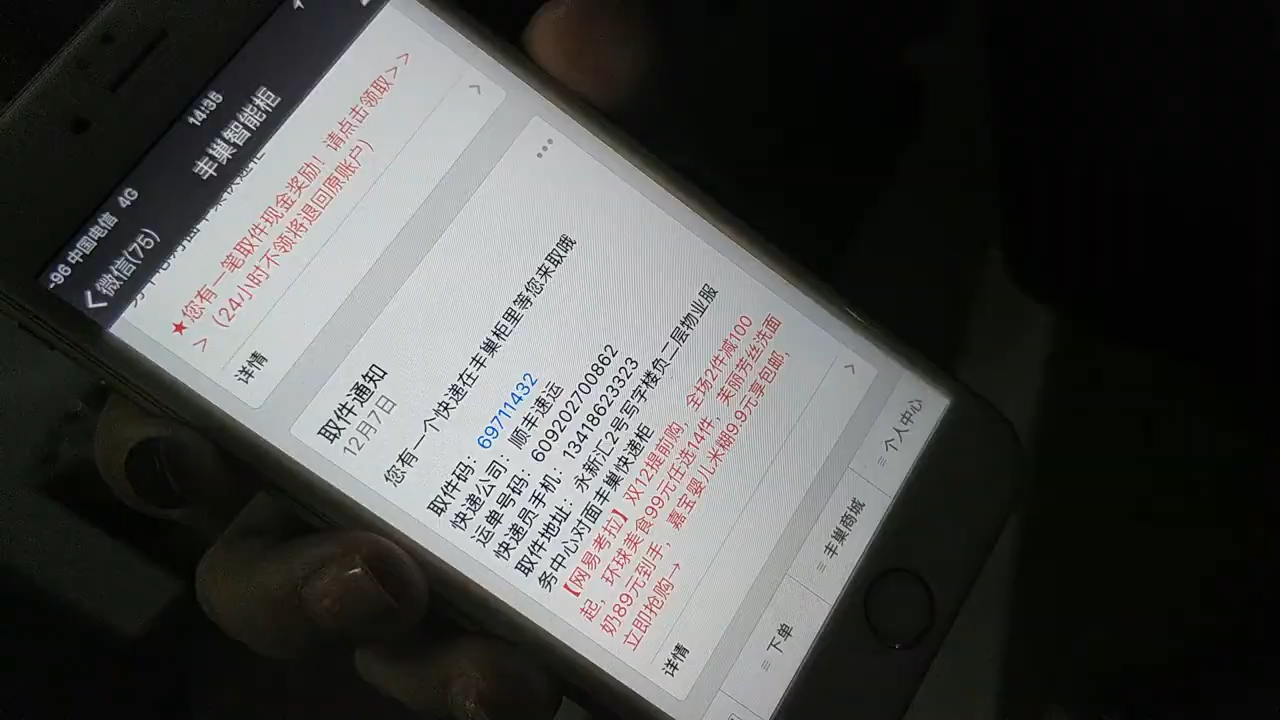 中国电信 4G
14:35
微信(75)
丰巢智能柜
★您有一笔取件现金奖励！请点击领取>>
>（24小时不领将退回原账户）
详情
取件通知
12月7日
您有一个快递在丰巢柜里等您来取哦
取件码：69711432
快递公司：顺丰速运
运单号码：609202700862
快递员手机：13418623323
取件地址：永新汇2号写字楼负二层物业服
务中心对面丰巢快递柜
【网易考拉】双12提前购，全场2件减100
起，环球美食99元任选14件，芙丽芳丝洗面
奶89元到手，嘉宝婴儿米糊9.9元享包邮，
立即抢购→
详情
下单
丰巢商城
个人中心